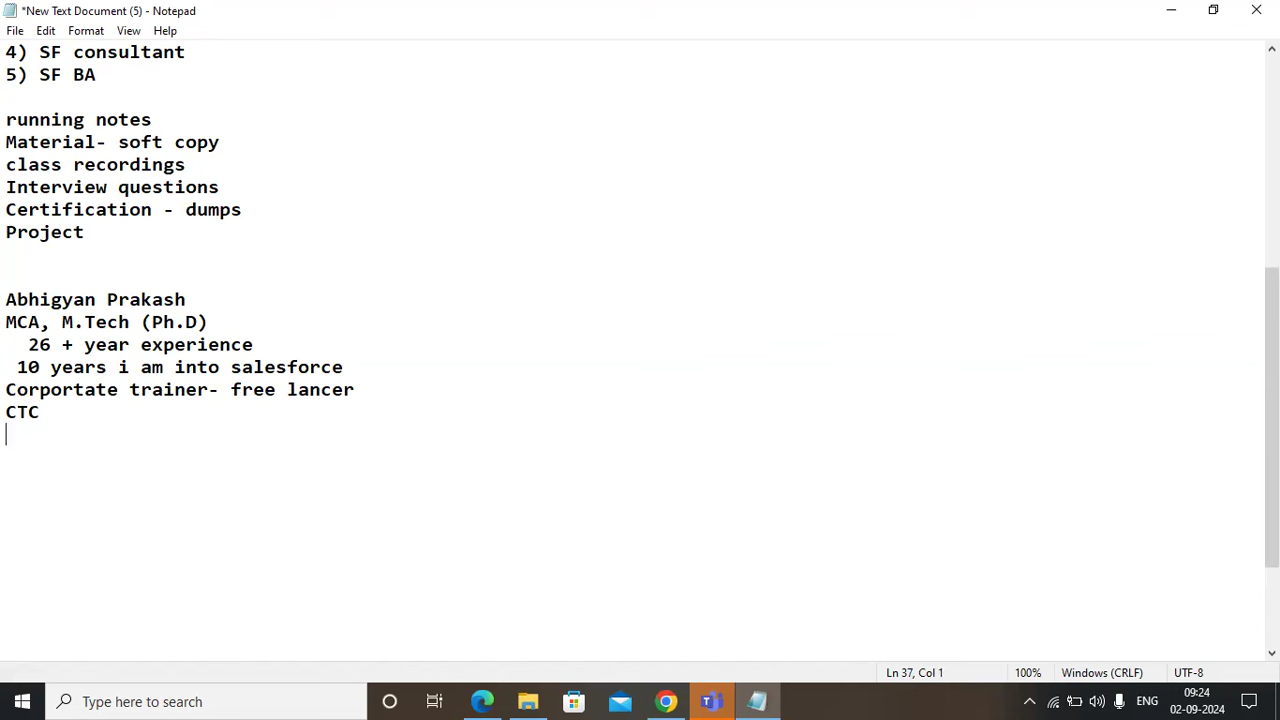 *New Text Document (5) - Notepad
File Edit Format View Help
4) SF consultant
5) SF BA
running notes
Material- soft copy
class recordings
Interview questions
Certification - dumps
Project
Abhigyan Prakash
MCA, M.Tech (Ph.D)
26 + year experience
10 years i am into salesforce
Corportate trainer- free lancer
CTC
Ln 37, Col 1 100% Windows (CRLF) UTF-8
Type here to search ENG 09:24
02-09-2024